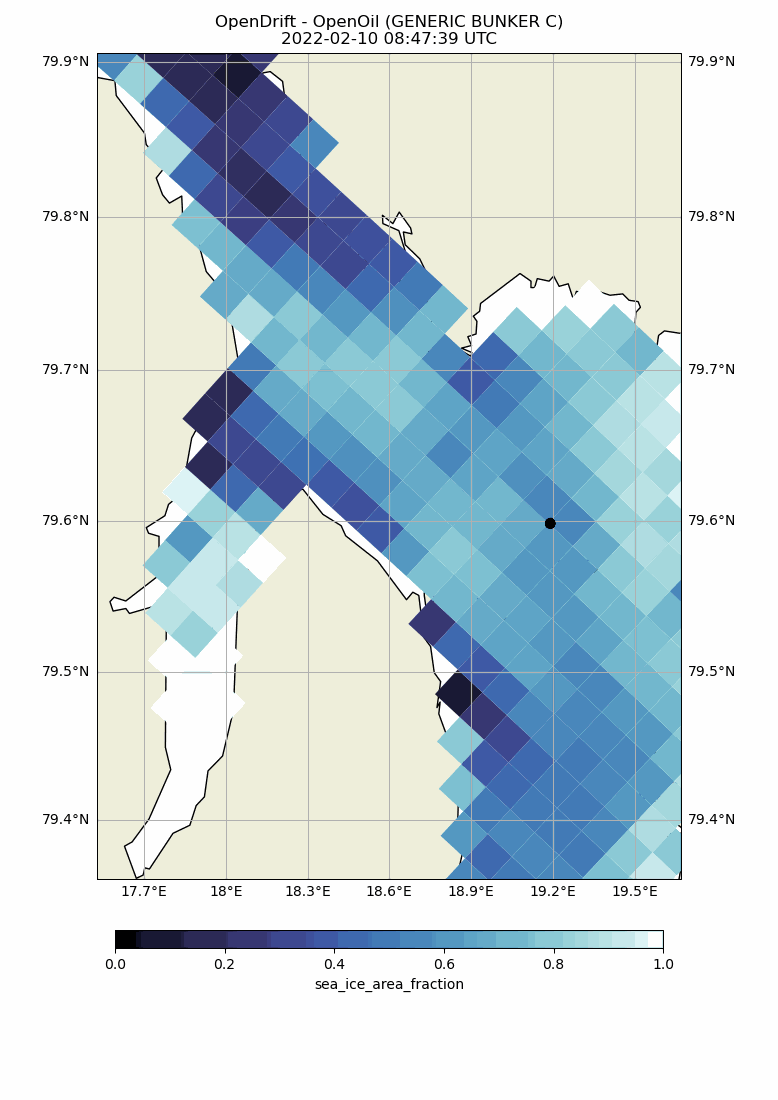 OpenDrift - OpenOil (GENERIC BUNKER C)
2022-02-10 08:47:39 UTC
79.9°N 79.9°N
79.8°N 79.8°N
79.7°N 79.7°N
79.6°N 79.6°N
79.5°N 79.5°N
79.4°N 79.4°N
17.7°E 18°E 18.3°E 18.6°E 18.9°E 19.2°E 19.5°E
0.0 0.2 0.4 0.6 0.8 1.0
sea_ice_area_fraction